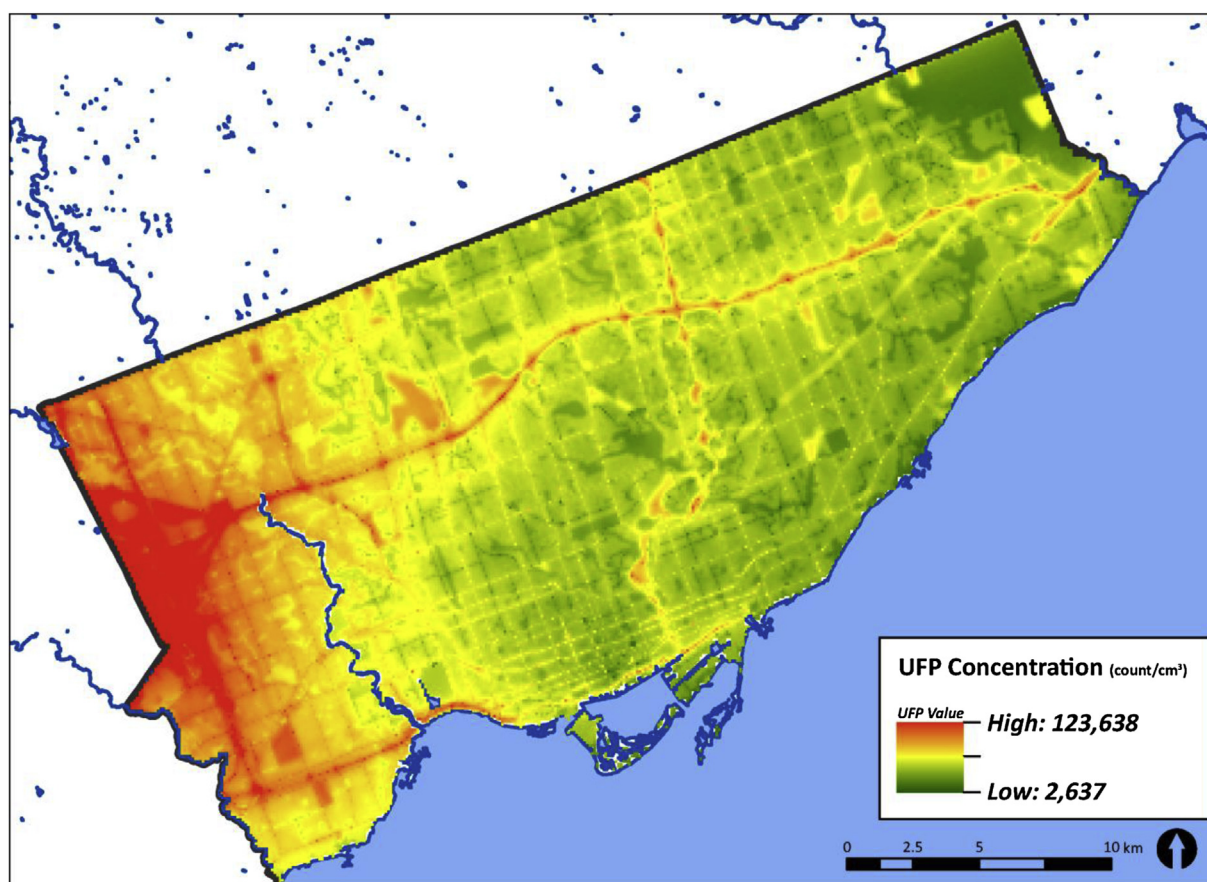 UFP Concentration (count/cm³)
UFP Value
High: 123,638
Low: 2,637
0 2.5 5 10 km